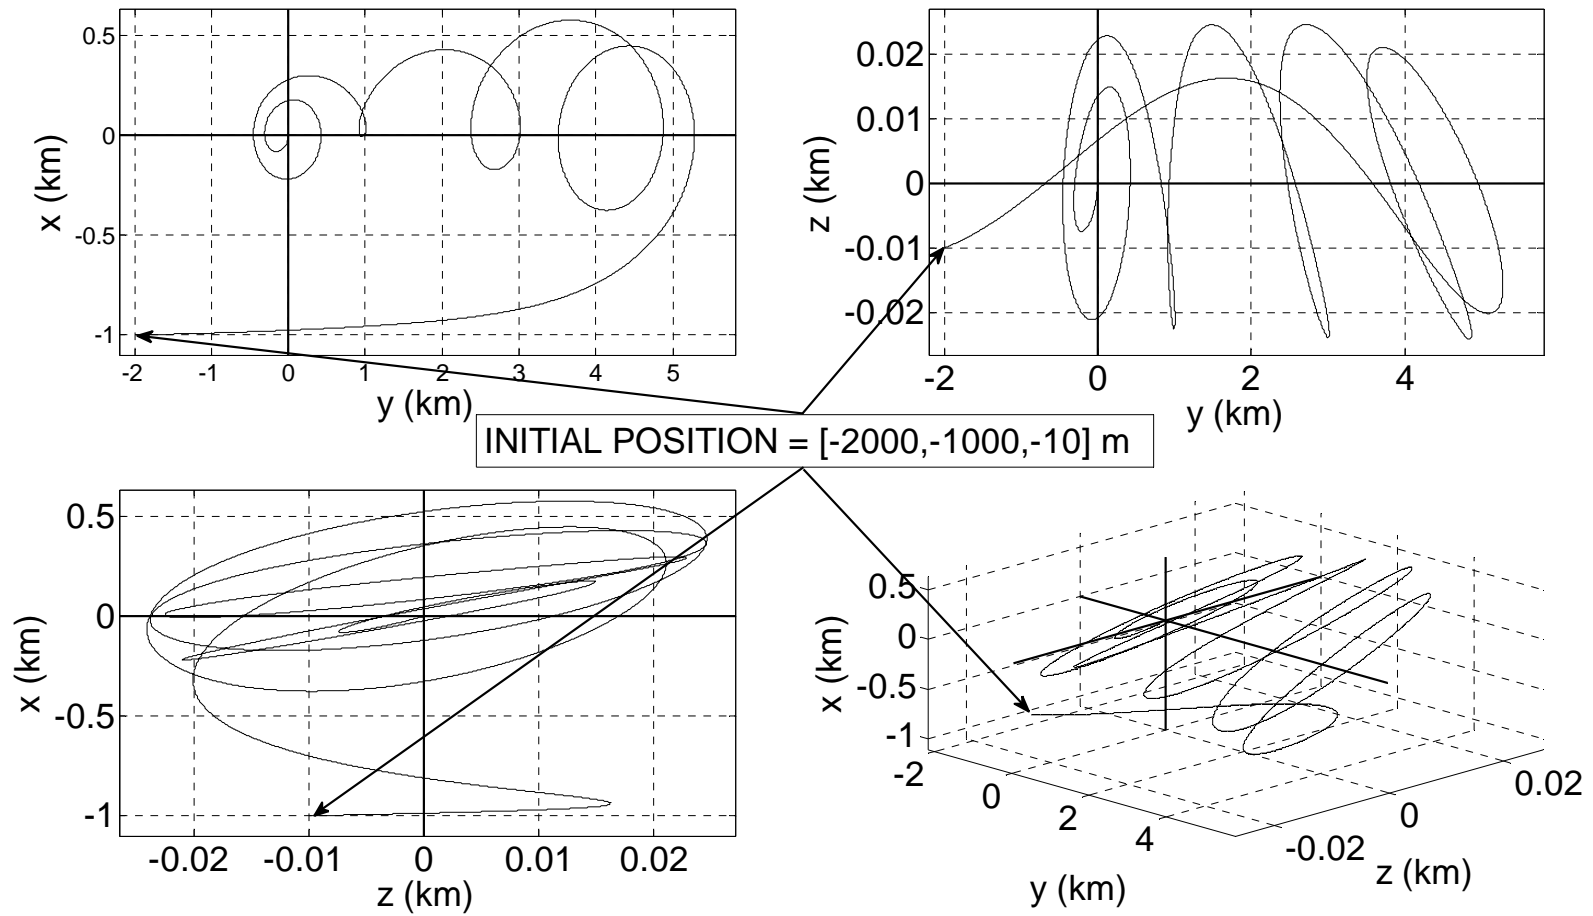 0.5
0
-0.5
-1
x (km)
-2 -1 0 1 2 3 4 5
y (km)
0.02
0.01
0
-0.01
-0.02
z (km)
-2 0 2 4
y (km)
INITIAL POSITION = [-2000,-1000,-10] m
0.5
0
-0.5
-1
x (km)
-0.02 -0.01 0 0.01 0.02
z (km)
0.5
0
-0.5
-1
x (km)
-2 0 2 4
y (km)
-0.02 0 0.02
z (km)